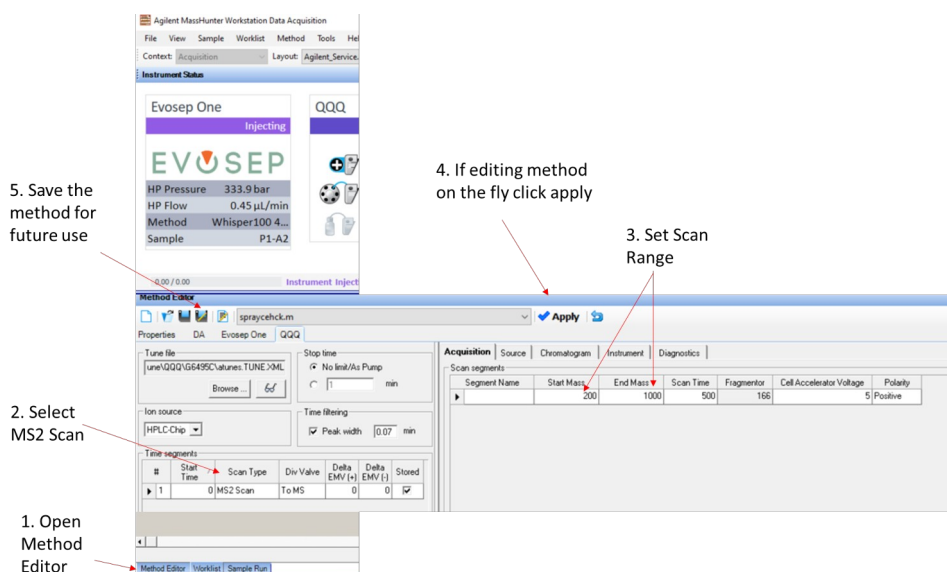 Agilent MassHunter Workstation Data Acquisition
File View Sample Worklist Method Tools Hel
Context: Acquisition Layout: Agilent_Service.
Instrument Status
Evosep One
QQQ
Injecting
EVOSEP
HP Pressure 333.9 bar
HP Flow 0.45 µL/min
Method Whisper100 4...
Sample P1-A2
0.00 / 0.00 Instrument Inject
5. Save the
method for
future use
4. If editing method
on the fly click apply
3. Set Scan
Range
Method Editor
spraycehck.m Apply
Properties DA Evosep One QQQ
Tune file
une\QQQ\G6495C\atunes.TUNE.XML
Browse ...
Stop time
No limit/As Pump
1 min
Ion source
HPLC-Chip
Time filtering
Peak width 0.07 min
Time segments
# Start Time Scan Type Div Valve Delta EMV (+) Delta EMV (-) Stored
1 0 MS2 Scan To MS 0 0
Acquisition Source Chromatogram Instrument Diagnostics
Scan segments
Segment Name Start Mass End Mass Scan Time Fragmentor Cell Accelerator Voltage Polarity
200 1000 500 166 5 Positive
2. Select
MS2 Scan
1. Open
Method
Editor
Method Editor Worklist Sample Run